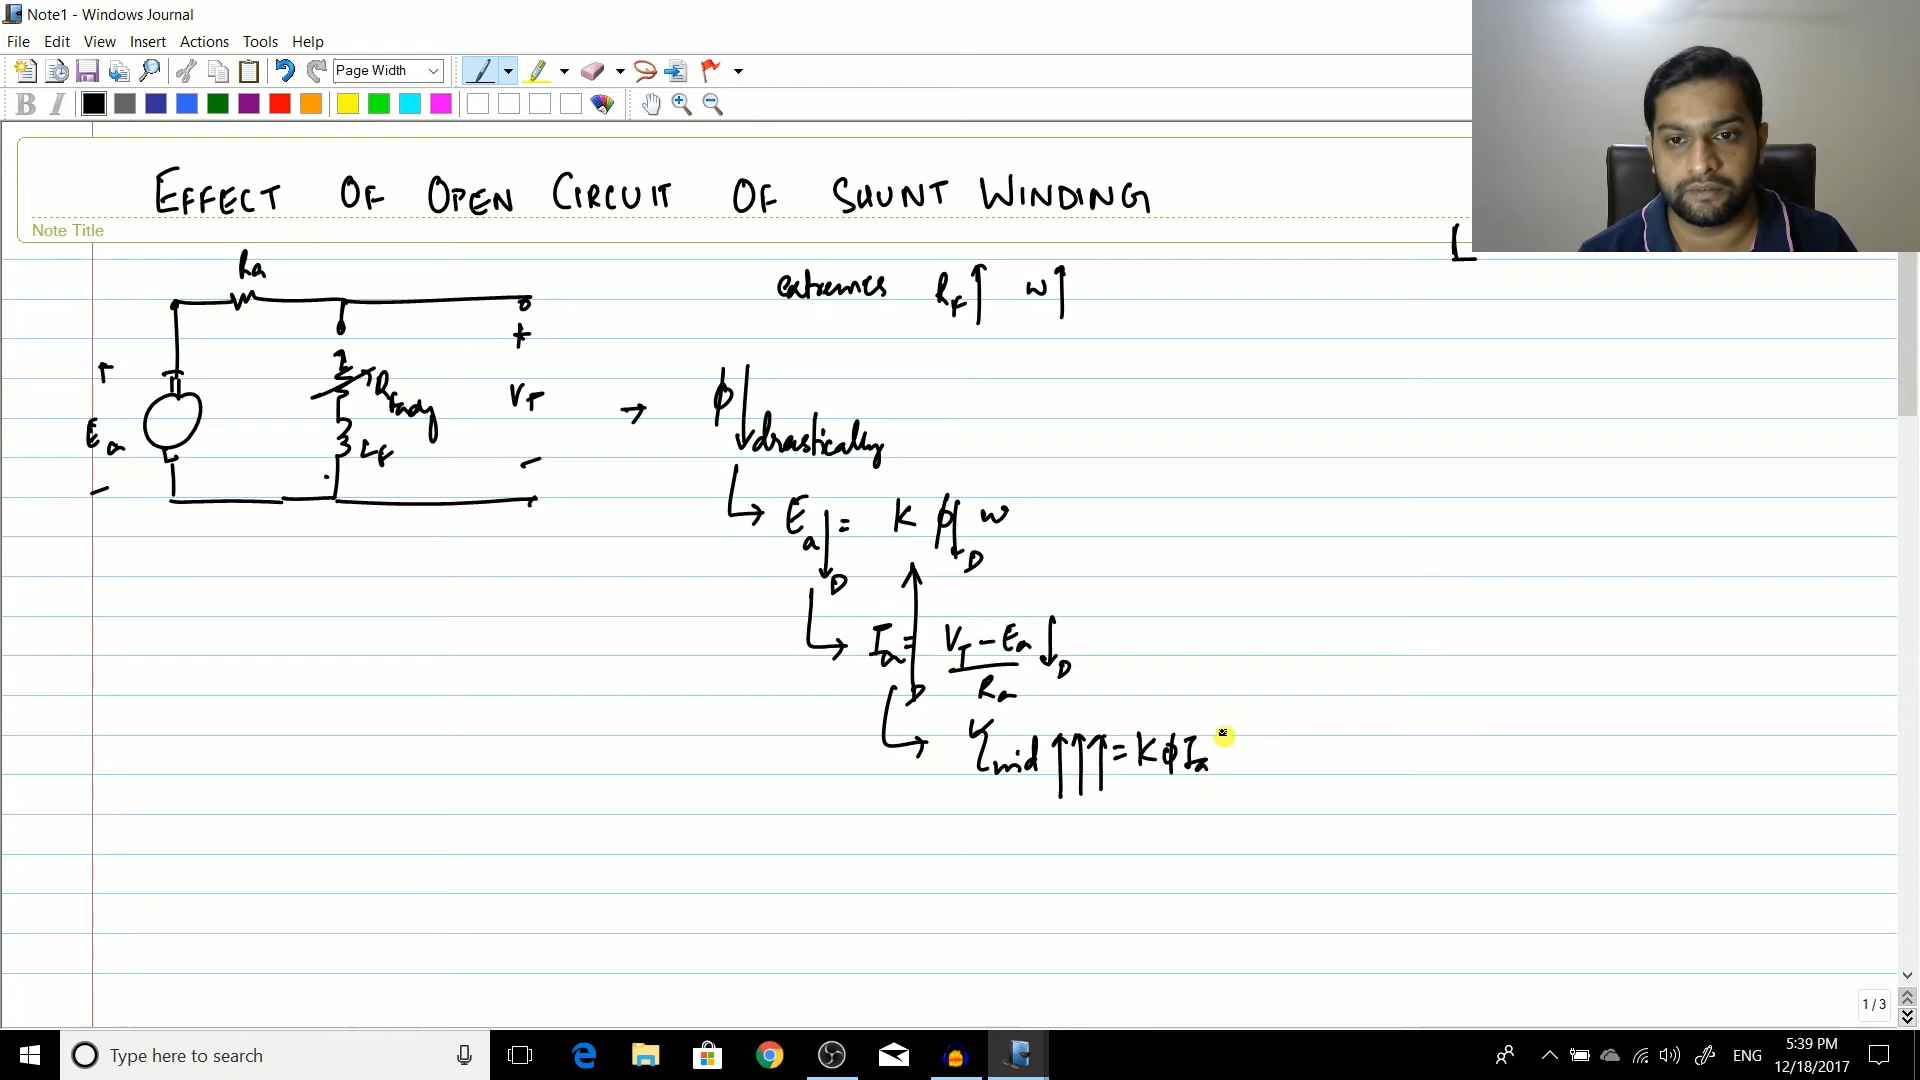 Note1 - Windows Journal
File Edit View Insert Actions Tools Help
Page Width
B I
EFFECT OF OPEN CIRCUIT OF SHUNT WINDING
Note Title
Ra
extremes RF ↑ w ↑
+
+
Ea
Rfadj
VT
LF
→ ϕ ↓ drastically
-
-
Ea ↓D = K ϕ ↓D w
Ia ↑D = VT - Ea ↓D
Ra
τind ↑↑↑ = K ϕ Ia
1 / 3
Type here to search
ENG
5:39 PM
12/18/2017